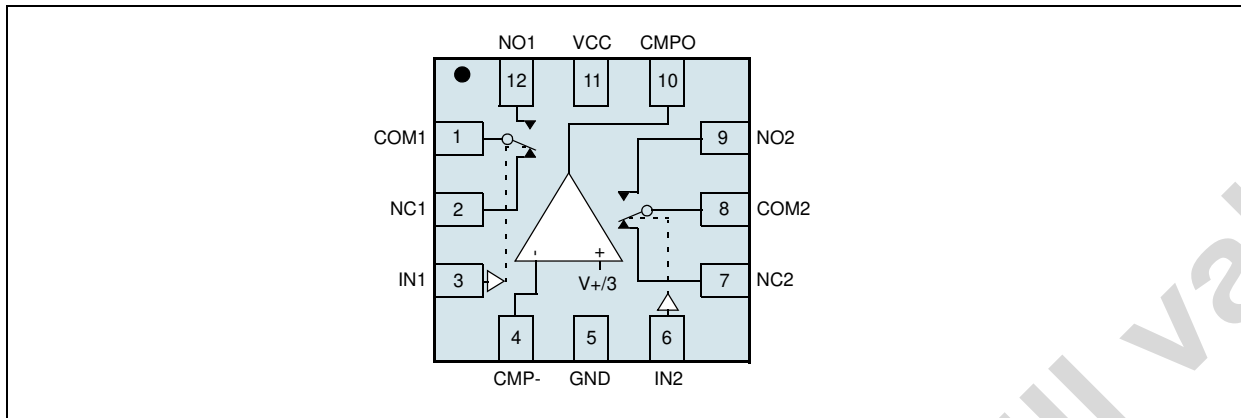 NO1 VCC CMPO
12 11 10
COM1 1 9 NO2
NC1 2 8 COM2
- +
IN1 3 V+/3 7 NC2
4 5 6
CMP- GND IN2